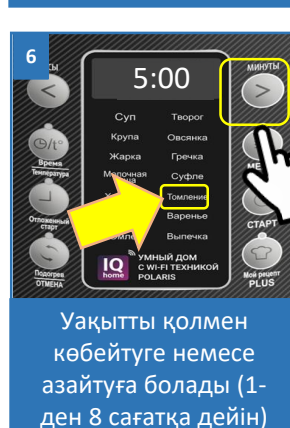 6
СЫ
5:00
МИНУТЫ
Суп Творог
Крупа Овсянка
Жарка Гречка
Молочная Суфле
Томление
Варенье
Выпечка
Время
Температура
Отложенный
старт
СТАРТ
Подогрев
ОТМЕНА
IQ
home
УМНЫЙ ДОМ
С WI-FI ТЕХНИКОЙ
POLARIS
Мой рецепт
PLUS
Уақытты қолмен
көбейтуге немесе
азайтуға болады (1-
ден 8 сағатқа дейін)